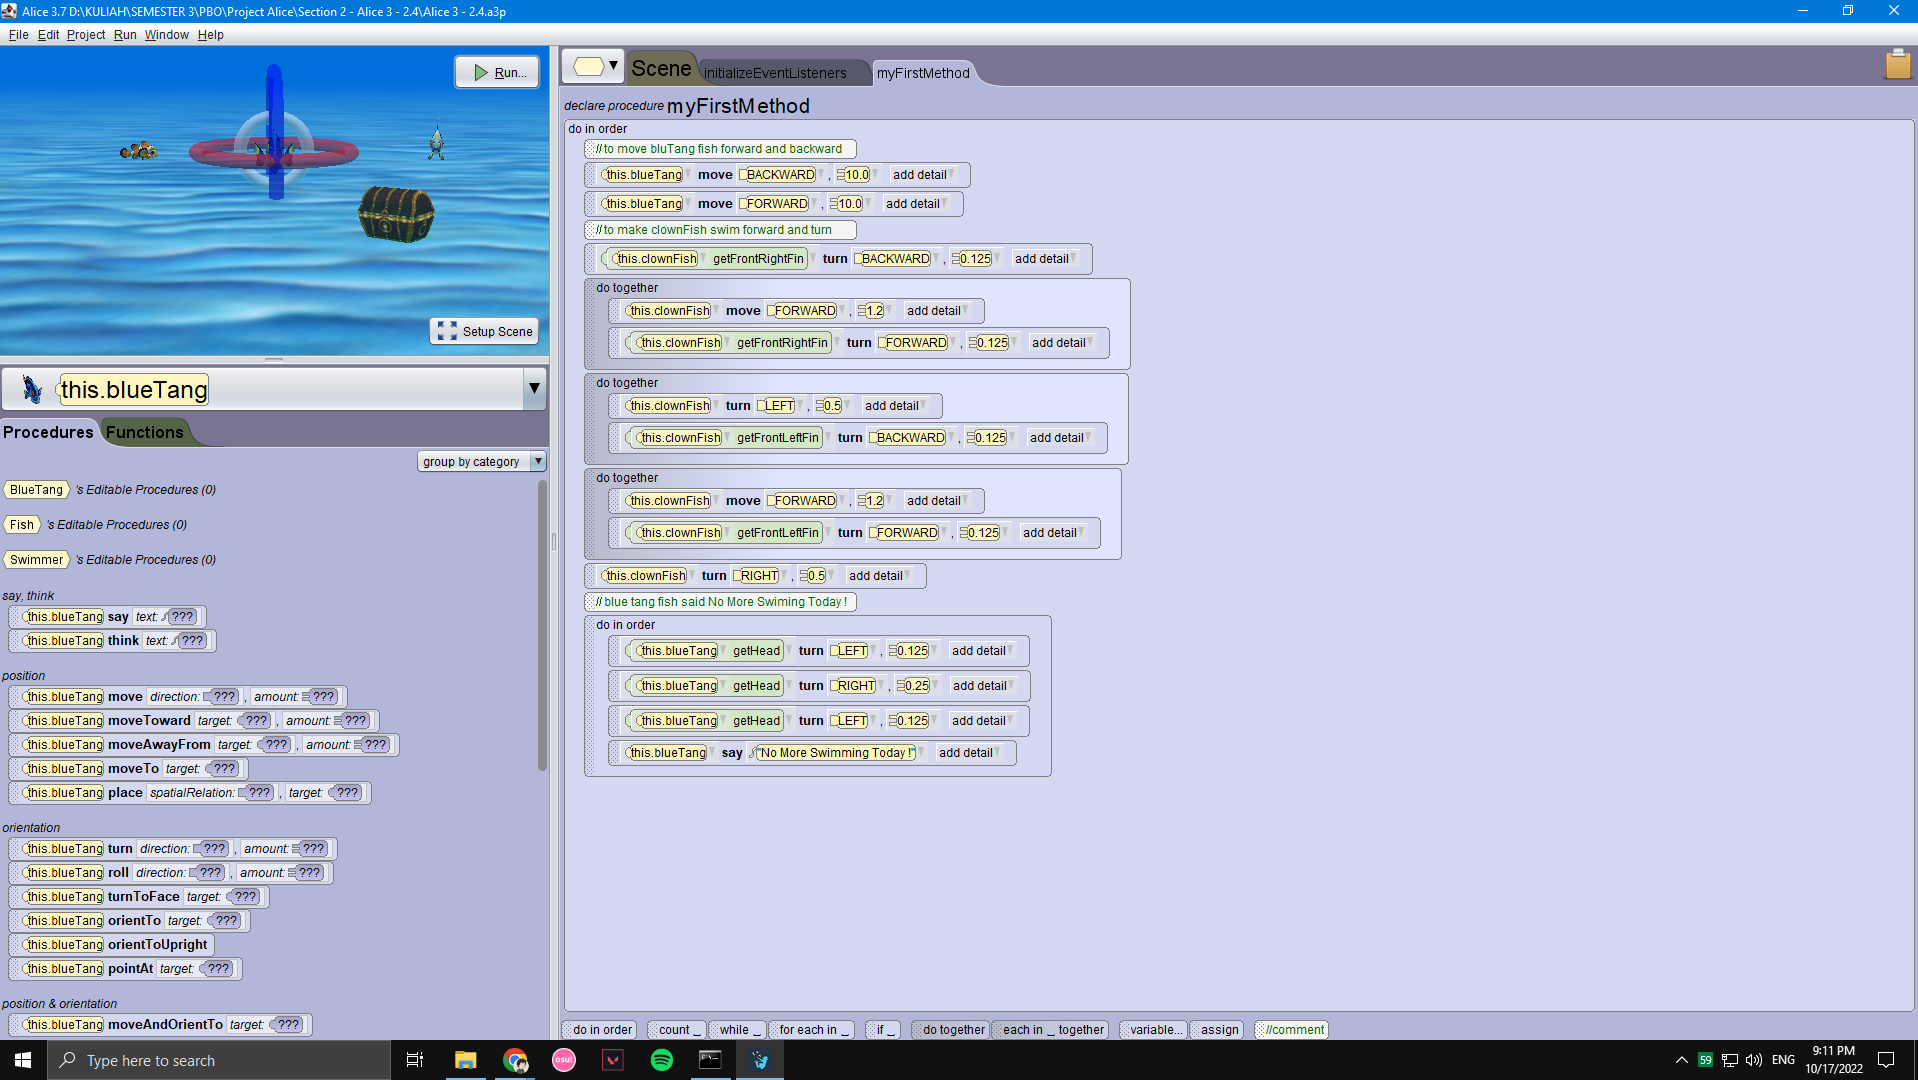 Alice 3.7 D:\KULIAH\SEMESTER 3\PBO\Project Alice\Section 2 - Alice 3 - 2.4\Alice 3 - 2.4.a3p
File Edit Project Run Window Help
Run...
Setup Scene
this.blueTang
Procedures Functions
group by category
BlueTang 's Editable Procedures (0)
Fish 's Editable Procedures (0)
Swimmer 's Editable Procedures (0)
say, think
this.blueTang say text: ???
this.blueTang think text: ???
position
this.blueTang move direction: ??? , amount: ???
this.blueTang moveToward target: ??? , amount: ???
this.blueTang moveAwayFrom target: ??? , amount: ???
this.blueTang moveTo target: ???
this.blueTang place spatialRelation: ??? , target: ???
orientation
this.blueTang turn direction: ??? , amount: ???
this.blueTang roll direction: ??? , amount: ???
this.blueTang turnToFace target: ???
this.blueTang orientTo target: ???
this.blueTang orientToUpright
this.blueTang pointAt target: ???
position & orientation
this.blueTang moveAndOrientTo target: ???
Scene initializeEventListeners myFirstMethod
declare procedure myFirstMethod
do in order
//to move bluTang fish forward and backward
this.blueTang move BACKWARD , 10.0 add detail
this.blueTang move FORWARD , 10.0 add detail
//to make clownFish swim forward and turn
this.clownFish getFrontRightFin turn BACKWARD , 0.125 add detail
do together
this.clownFish move FORWARD , 1.2 add detail
this.clownFish getFrontRightFin turn FORWARD , 0.125 add detail
do together
this.clownFish turn LEFT , 0.5 add detail
this.clownFish getFrontLeftFin turn BACKWARD , 0.125 add detail
do together
this.clownFish move FORWARD , 1.2 add detail
this.clownFish getFrontLeftFin turn FORWARD , 0.125 add detail
this.clownFish turn RIGHT , 0.5 add detail
// blue tang fish said No More Swiming Today !
do in order
this.blueTang getHead turn LEFT , 0.125 add detail
this.blueTang getHead turn RIGHT , 0.25 add detail
this.blueTang getHead turn LEFT , 0.125 add detail
this.blueTang say "No More Swimming Today !" add detail
do in order count _ while _ for each in _ if _ do together each in _ together variable... assign //comment
Type here to search
osu!
59
ENG
9:11 PM
10/17/2022